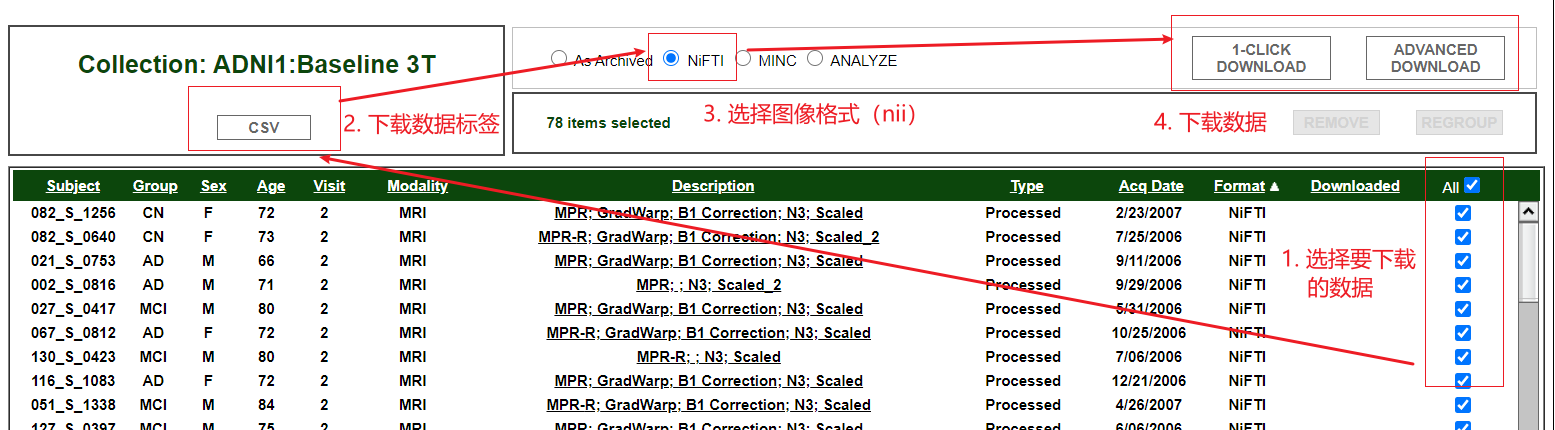 Collection: ADNI1:Baseline 3T
CSV
2. 下载数据标签
As Archived NiFTI MINC ANALYZE
1-CLICK
DOWNLOAD
ADVANCED
DOWNLOAD
78 items selected
3. 选择图像格式（nii）
4. 下载数据
REMOVE
REGROUP
Subject Group Sex Age Visit Modality Description Type Acq Date Format▲ Downloaded All
082_S_1256 CN F 72 2 MRI MPR; GradWarp; B1 Correction; N3; Scaled Processed 2/23/2007 NiFTI
082_S_0640 CN F 73 2 MRI MPR-R; GradWarp; B1 Correction; N3; Scaled_2 Processed 7/25/2006 NiFTI
021_S_0753 AD M 66 2 MRI MPR; GradWarp; B1 Correction; N3; Scaled Processed 9/11/2006 NiFTI
002_S_0816 AD M 71 2 MRI MPR; ; N3; Scaled_2 Processed 9/29/2006 NiFTI
027_S_0417 MCI M 80 2 MRI MPR; GradWarp; B1 Correction; N3; Scaled Processed 5/31/2006 NiFTI
067_S_0812 AD F 72 2 MRI MPR-R; GradWarp; B1 Correction; N3; Scaled Processed 10/25/2006 NiFTI
130_S_0423 MCI M 80 2 MRI MPR-R; ; N3; Scaled Processed 7/06/2006 NiFTI
116_S_1083 AD F 72 2 MRI MPR; GradWarp; B1 Correction; N3; Scaled Processed 12/21/2006 NiFTI
051_S_1338 MCI M 84 2 MRI MPR-R; GradWarp; B1 Correction; N3; Scaled Processed 4/26/2007 NiFTI
127_S_0397 MCI M 75 2 MRI MPR; GradWarp; B1 Correction; N3; Scaled Processed 6/06/2006 NiFTI
1. 选择要下载
的数据